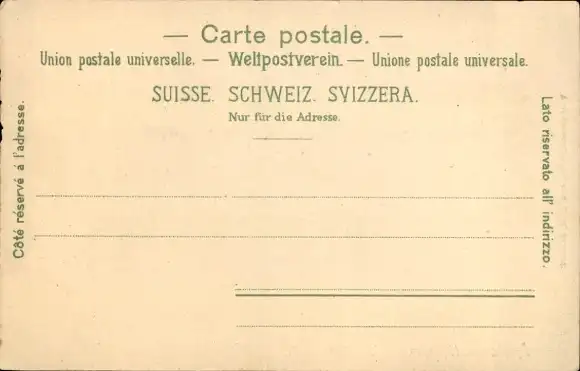 — Carte postale. —
Union postale universelle. — Weltpostverein. — Unione postale universale.
SUISSE. SCHWEIZ. SVIZZERA.
Nur für die Adresse.
Côté réservé à l'adresse.
Lato riservato all' indirizzo.